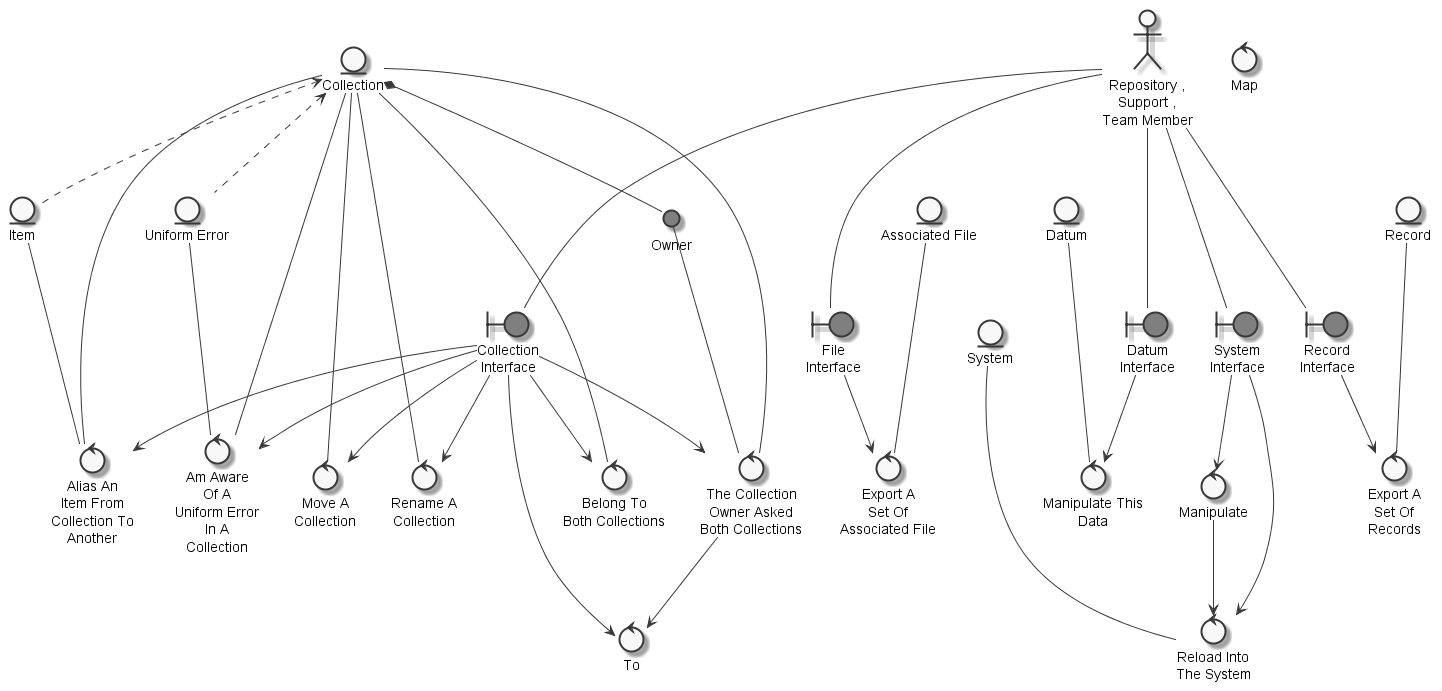 Collection
Repository ,
Support ,
Team Member
Map
Item
Uniform Error
Owner
Associated File
Datum
Record
Collection
Interface
File
Interface
System
Datum
Interface
System
Interface
Record
Interface
Alias An
Item From
Collection To
Another
Am Aware
Of A
Uniform Error
In A
Collection
Move A
Collection
Rename A
Collection
Belong To
Both Collections
The Collection
Owner Asked
Both Collections
Export A
Set Of
Associated File
Manipulate This
Data
Manipulate
Export A
Set Of
Records
To
Reload Into
The System